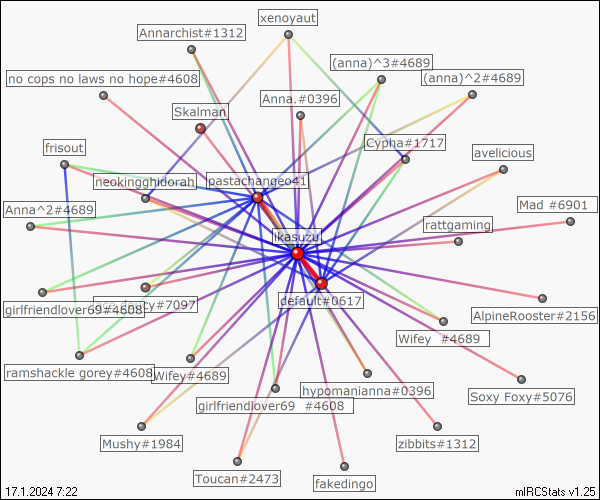 xenoyaut
Annarchist#1312
(anna)^3#4689
(anna)^2#4689
no cops no laws no hope#4608
Anna.#0396
Skalman
Cypna#1717
frisout
avelicious
neokingghidorah
pastachangeo41
Anna^2#4689
Mad #6901
rattgaming
ikasuzu
default#0617
girlfriendlover69#4608
#7097
AlpineRooster#2156
Wifey #4689
ramshackle gorey#4608
Wifey#4689
hypomanianna#0396
Soxy Foxy#5076
girlfriendlover69 #4608
Mushy#1984
zibbits#1312
Toucan#2473
fakedingo
17.1.2024 7:22
mIRCStats v1.25